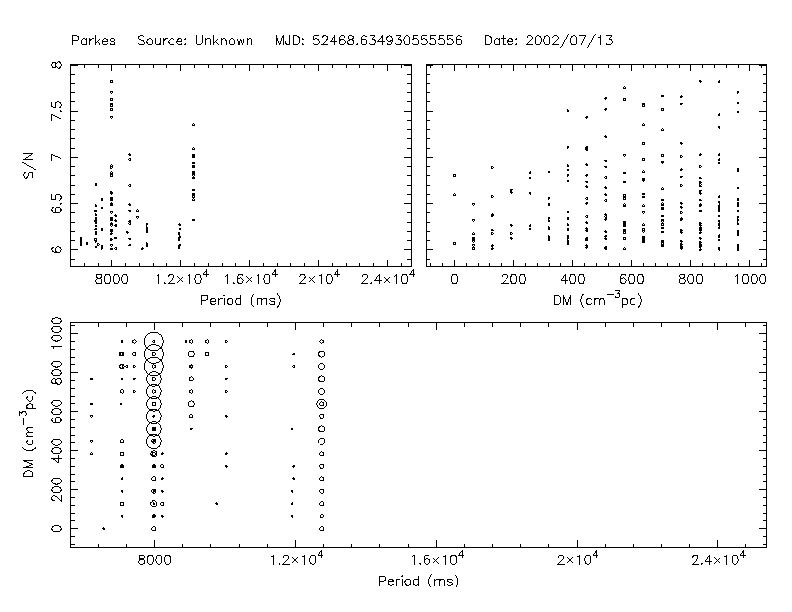 Parkes Source: Unknown MJD: 52468.634930555556 Date: 2002/07/13
8
7.5
7
6.5
6
S/N
8000 1.2×10⁴ 1.6×10⁴ 2×10⁴ 2.4×10⁴
Period (ms)
0 200 400 600 800 1000
DM (cm⁻³pc)
1000
800
600
400
200
0
DM (cm⁻³pc)
8000 1.2×10⁴ 1.6×10⁴ 2×10⁴ 2.4×10⁴
Period (ms)